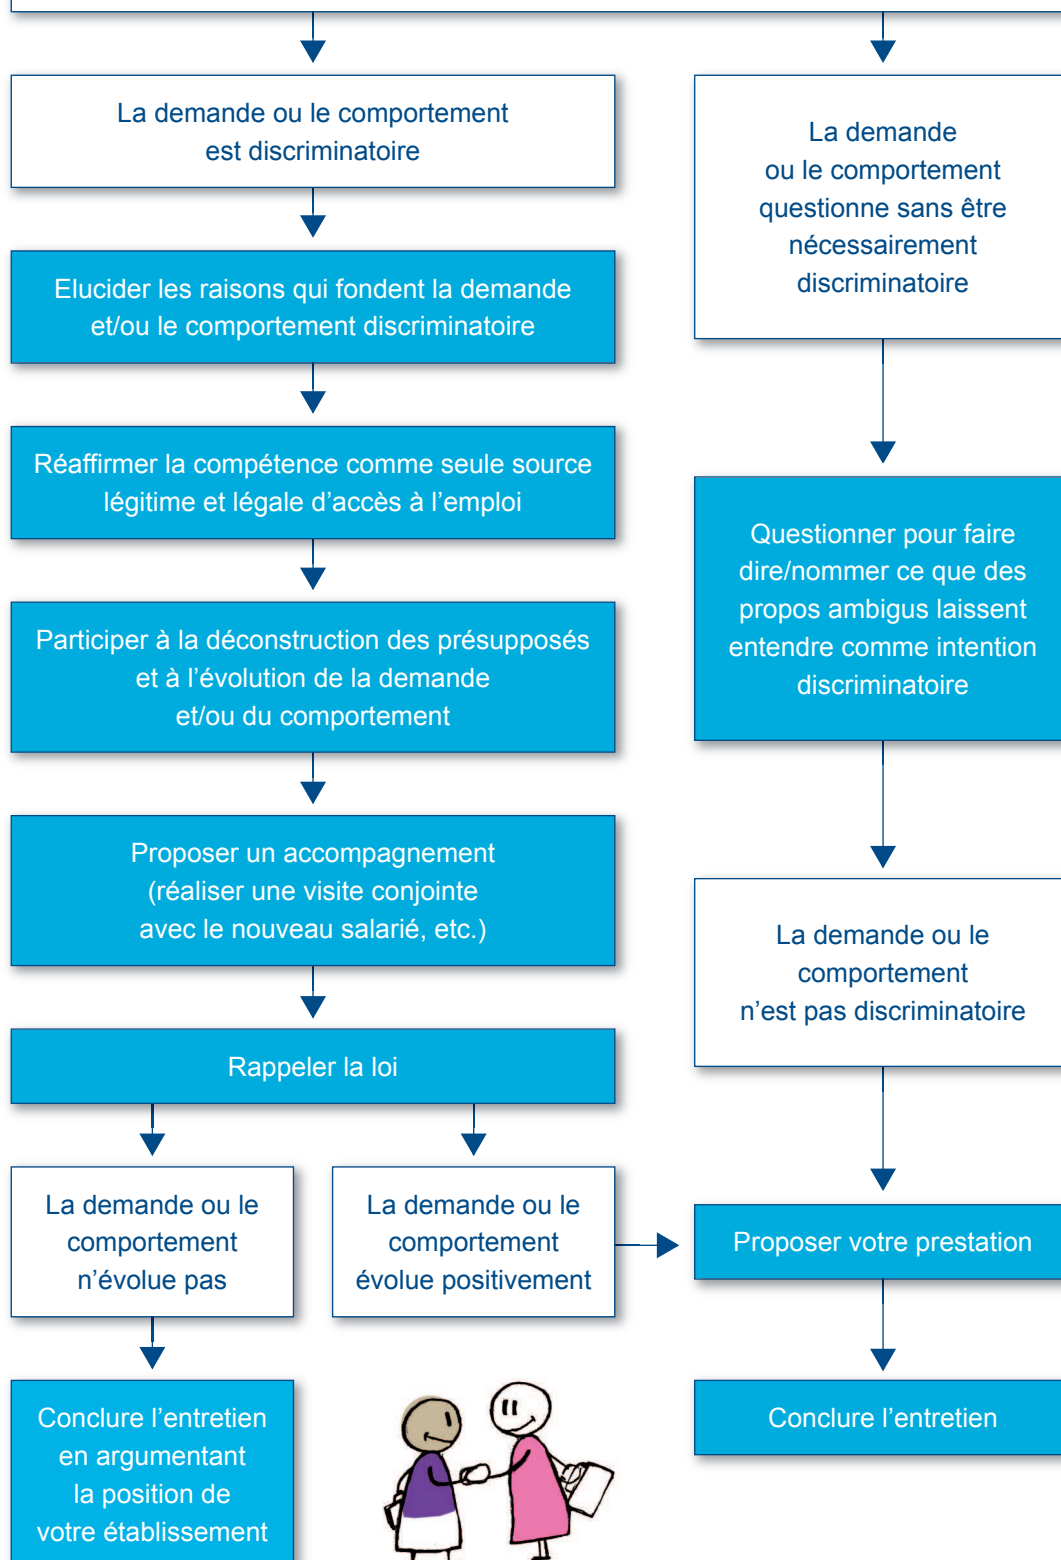 La demande ou le comportement
est discriminatoire
Elucider les raisons qui fondent la demande
et/ou le comportement discriminatoire
Réaffirmer la compétence comme seule source
légitime et légale d’accès à l’emploi
Participer à la déconstruction des présupposés
et à l’évolution de la demande
et/ou du comportement
Proposer un accompagnement
(réaliser une visite conjointe
avec le nouveau salarié, etc.)
Rappeler la loi
La demande ou le
comportement
n’évolue pas
La demande ou le
comportement
évolue positivement
Conclure l’entretien
en argumentant
la position de
votre établissement
La demande
ou le comportement
questionne sans être
nécessairement
discriminatoire
Questionner pour faire
dire/nommer ce que des
propos ambigus laissent
entendre comme intention
discriminatoire
La demande ou le
comportement
n’est pas discriminatoire
Proposer votre prestation
Conclure l’entretien